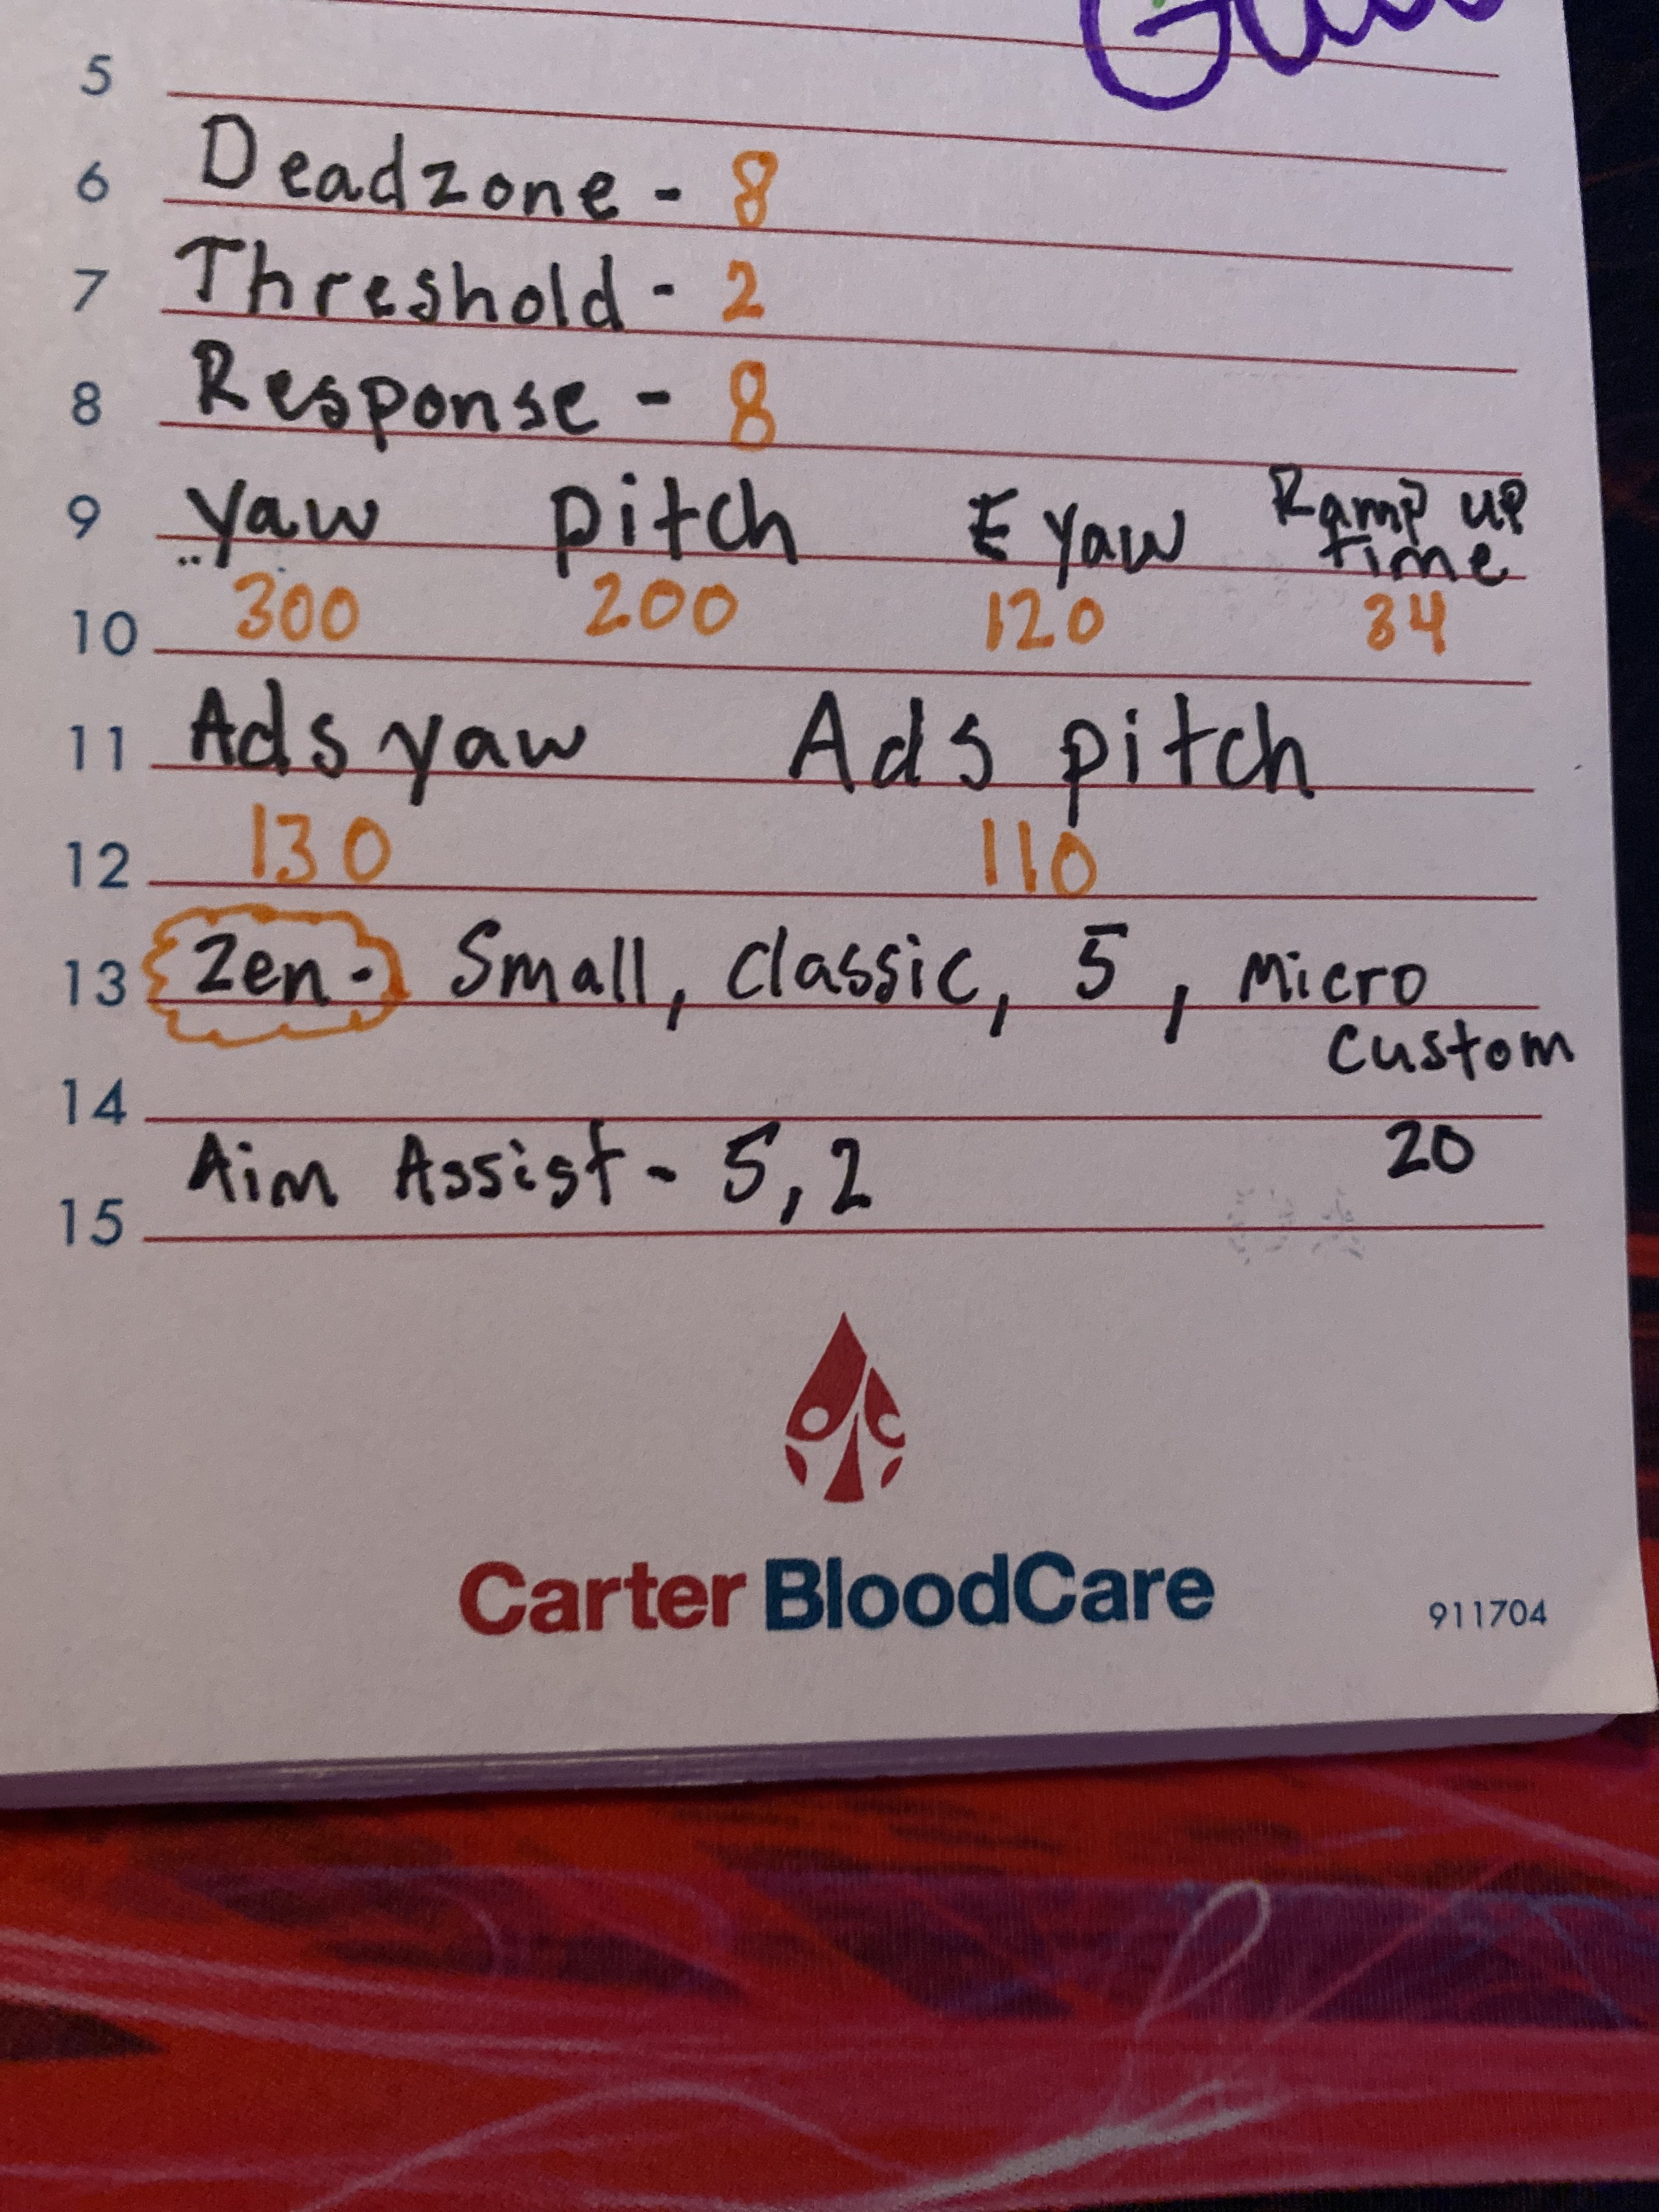 5
6 Deadzone - 8
7 Threshold - 2
8 Response - 8
9 yaw pitch E yaw Ramp up time
10 300 200 120 34
11 Ads yaw Ads pitch
12 130 110
13 Zen - Small, classic, 5, Micro
custom
14
20
15 Aim Assist - 5,2
Carter BloodCare
911704